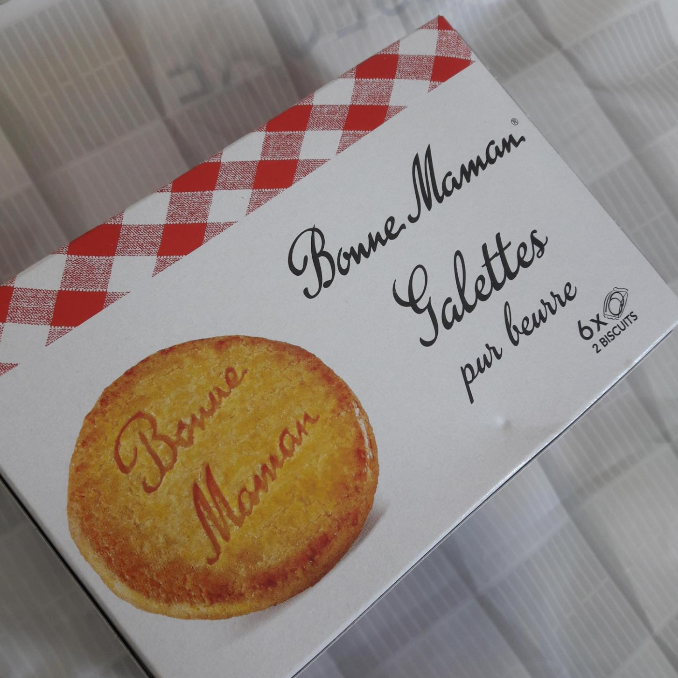 Bonne Maman®
Galettes
pur beurre
6x
2 BISCUITS
Bonne
Maman